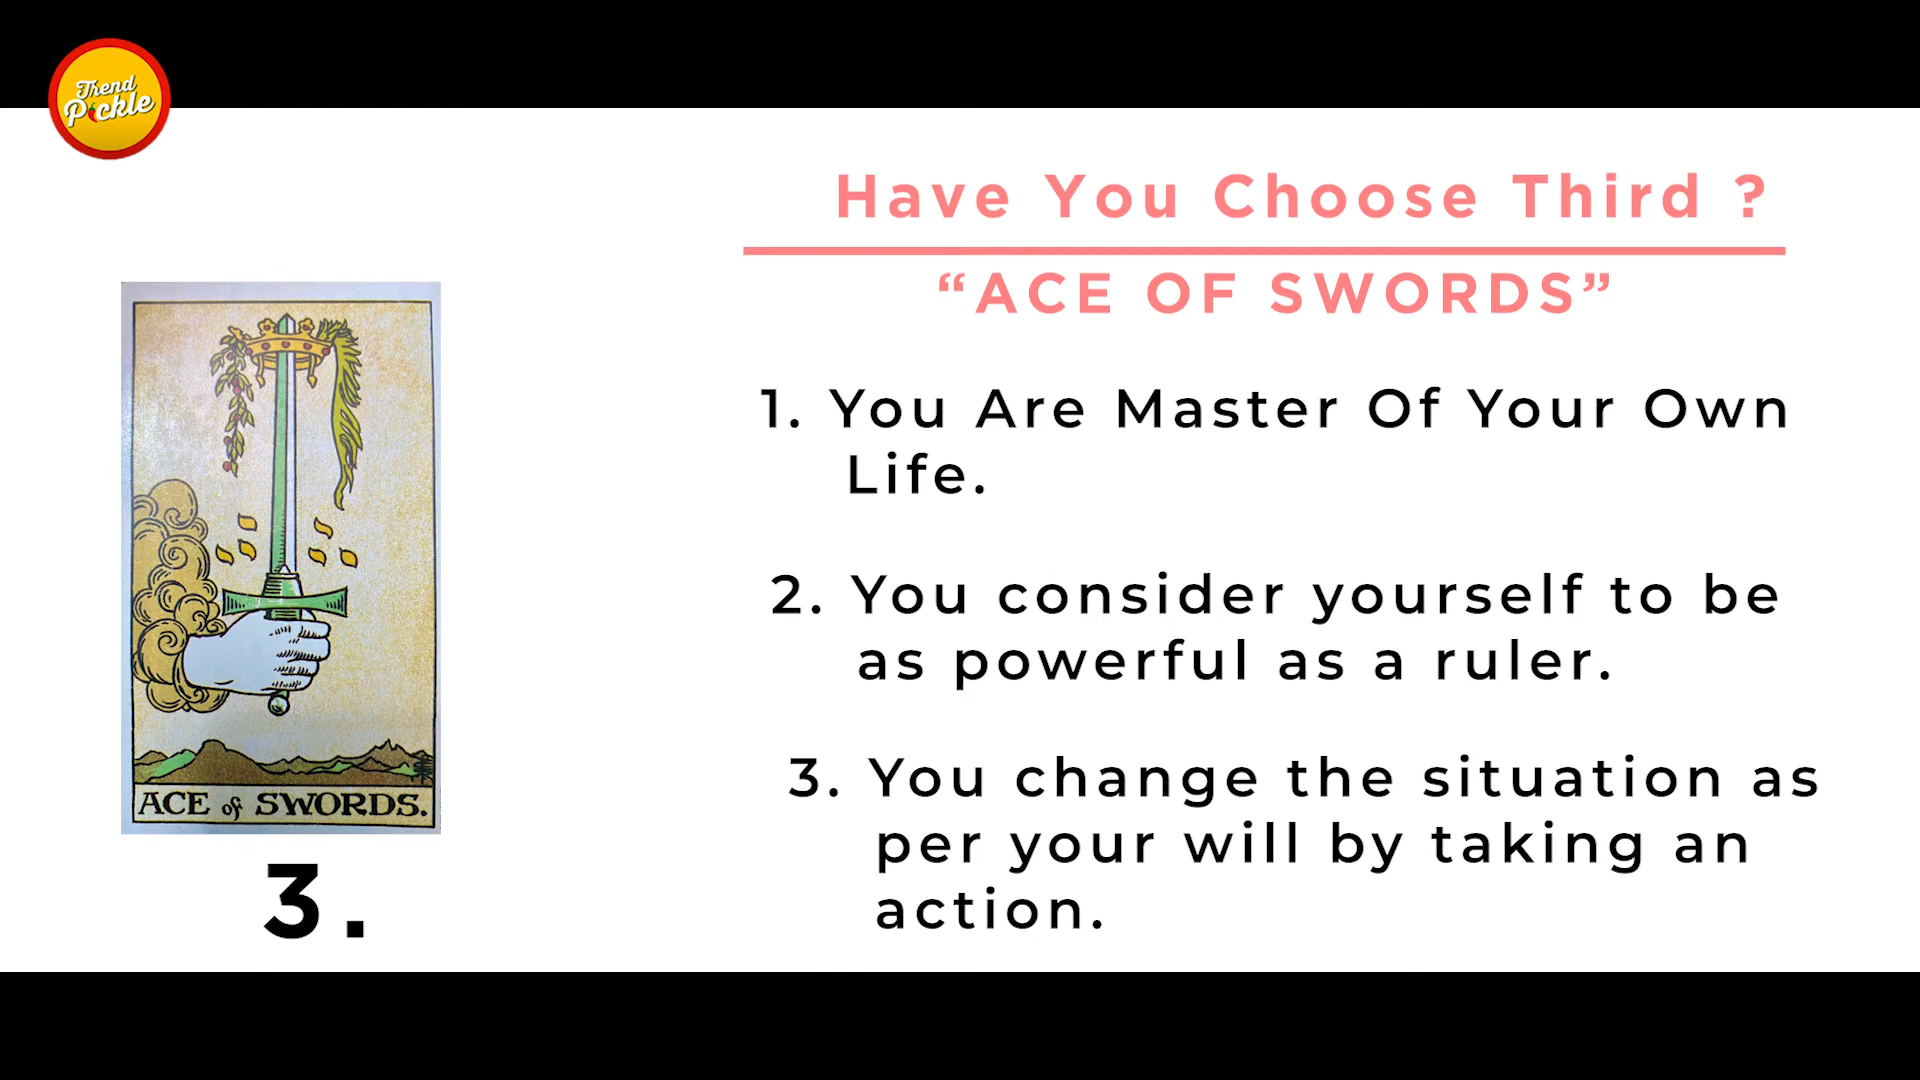 Trend
Pickle
Have You Choose Third ?
“ACE OF SWORDS”
1. You Are Master Of Your Own
Life.
2. You consider yourself to be
as powerful as a ruler.
3. You change the situation as
per your will by taking an
action.
ACE of SWORDS.
3.